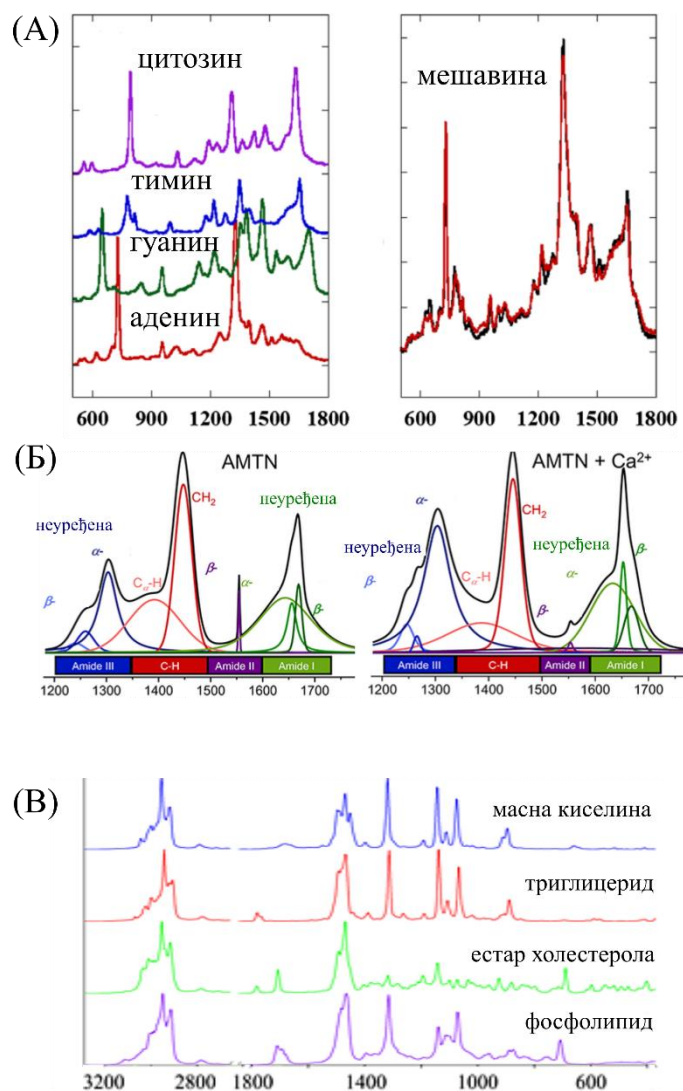 (А)
цитозин
тимин
гуанин
аденин
600 900 1200 1500 1800
мешавина
600 900 1200 1500 1800
(Б)
AMTN
неуређена
α-
β-
Cα-H
CH₂
β-
α-
неуређена
β-
Amide III C-H Amide II Amide I
1200 1300 1400 1500 1600 1700
AMTN + Ca²⁺
α-
неуређена
β-
Cα-H
CH₂
неуређена
β-
α-
β-
Amide III C-H Amide II Amide I
1200 1300 1400 1500 1600 1700
(В)
масна киселина
триглицерид
естар холестерола
фосфолипид
3200 2800 1800 1400 1000 600